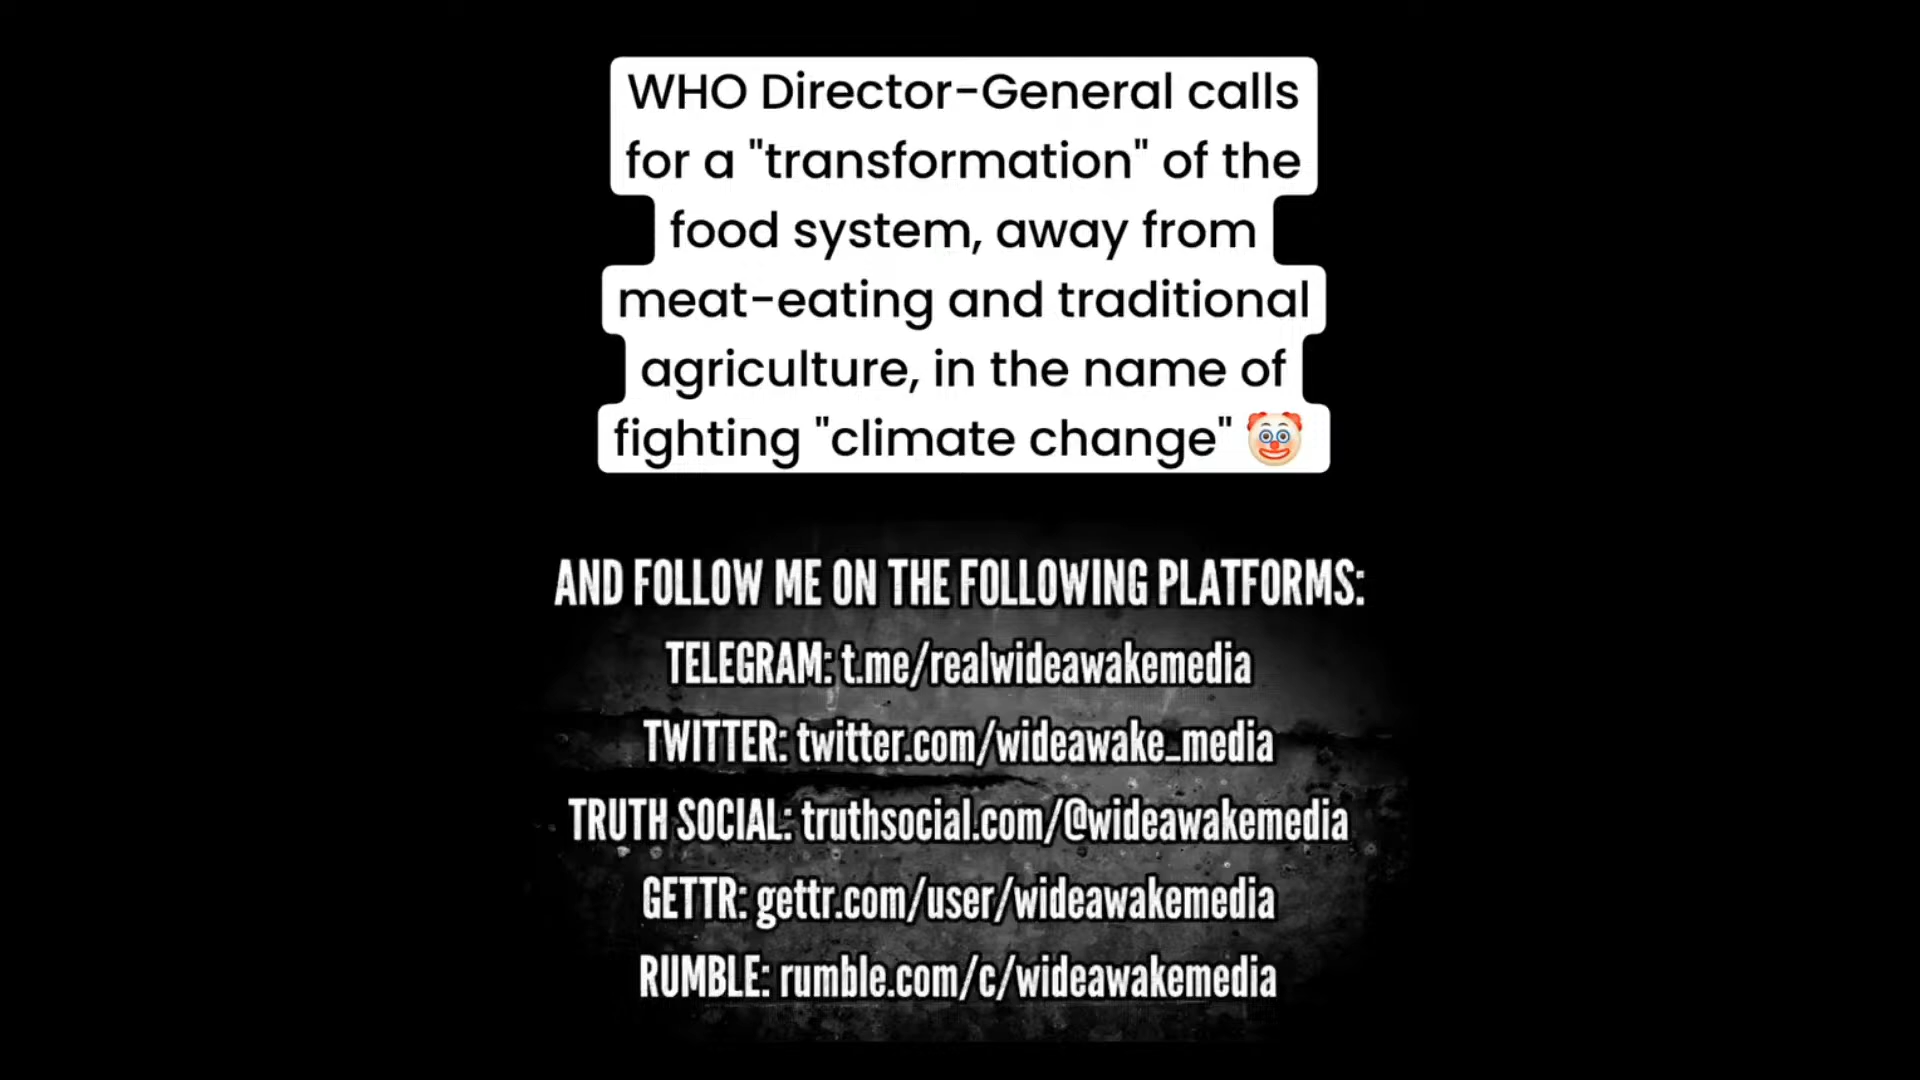 WHO Director-General calls
for a "transformation" of the
food system, away from
meat-eating and traditional
agriculture, in the name of
fighting "climate change" 🤡
AND FOLLOW ME ON THE FOLLOWING PLATFORMS:
TELEGRAM: t.me/realwideawakemedia
TWITTER: twitter.com/wideawake_media
TRUTH SOCIAL: truthsocial.com/@wideawakemedia
GETTR: gettr.com/user/wideawakemedia
RUMBLE: rumble.com/c/wideawakemedia